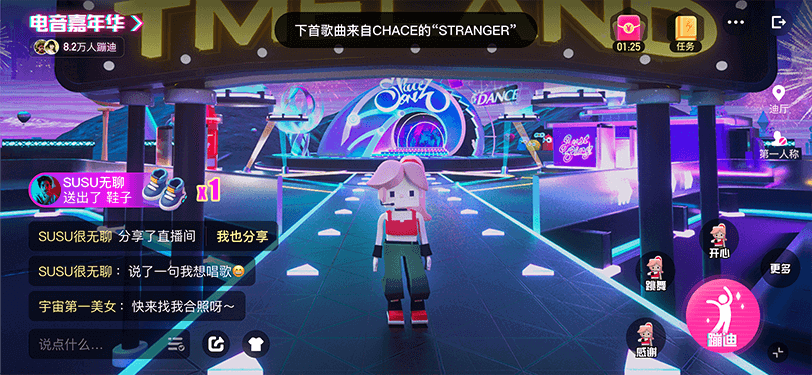 TMELAND
电音嘉年华
下首歌曲来自CHACE的“STRANGER”
01:25
任务
8.2万人蹦迪
DANCE
迪厅
第一人称
SUSU无聊
送出了 鞋子
x1
SUSU很无聊 分享了直播间
我也分享
SUSU很无聊：说了一句我想唱歌
宇宙第一美女：快来找我合照呀～
说点什么...
开心
跳舞
更多
蹦迪
感谢